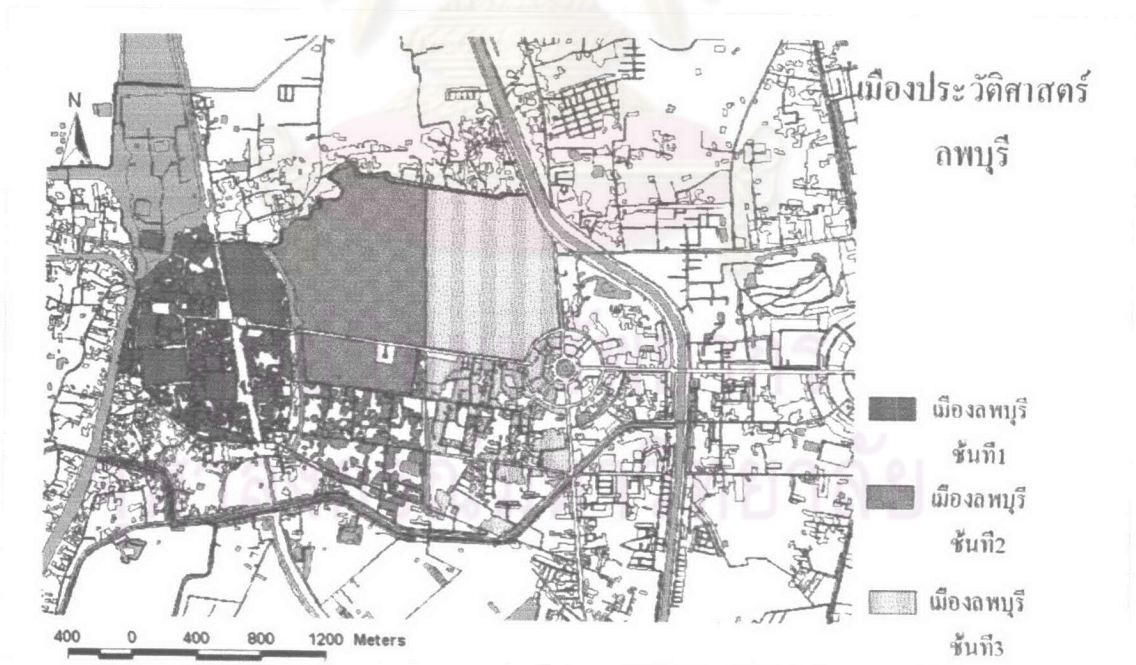 เมืองประวัติศาสตร์
ลพบุรี
N
เมืองลพบุรี
ชั้นที่1
เมืองลพบุรี
ชั้นที่2
เมืองลพบุรี
ชั้นที่3
400 0 400 800 1200 Meters